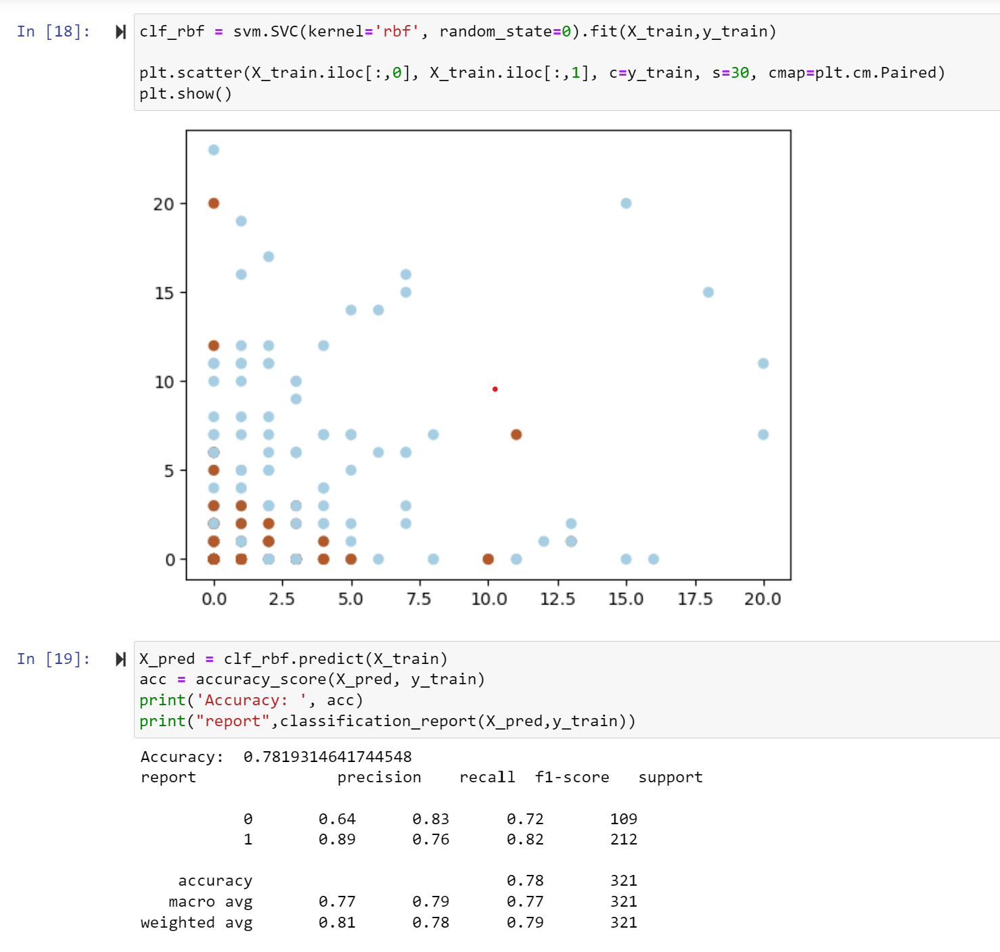 In [18]:
clf_rbf = svm.SVC(kernel='rbf', random_state=0).fit(X_train,y_train)
plt.scatter(X_train.iloc[:,0], X_train.iloc[:,1], c=y_train, s=30, cmap=plt.cm.Paired)
plt.show()
20
15
10
5
0
0.0 2.5 5.0 7.5 10.0 12.5 15.0 17.5 20.0
In [19]:
X_pred = clf_rbf.predict(X_train)
acc = accuracy_score(X_pred, y_train)
print('Accuracy: ', acc)
print("report",classification_report(X_pred,y_train))
Accuracy:  0.7819314641744548
report precision recall f1-score support
0 0.64 0.83 0.72 109
1 0.89 0.76 0.82 212
accuracy 0.78 321
macro avg 0.77 0.79 0.77 321
weighted avg 0.81 0.78 0.79 321